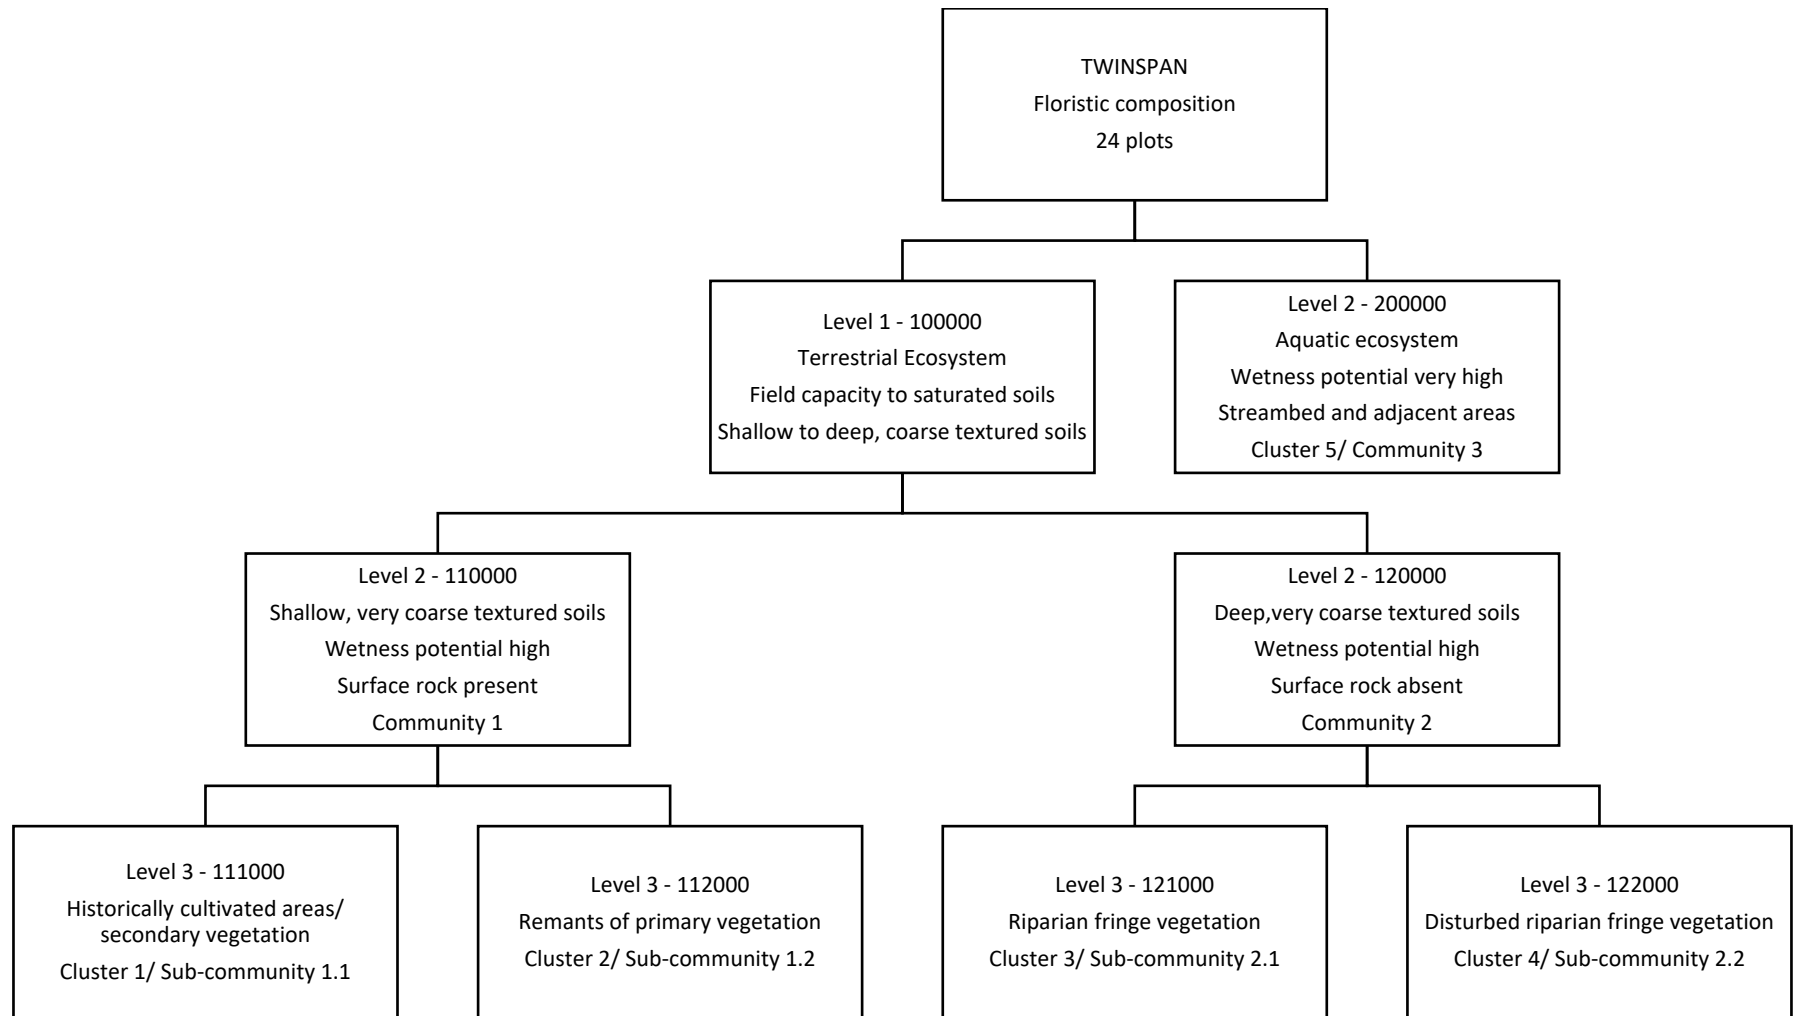 TWINSPAN
Floristic composition
24 plots
Level 1 - 100000
Terrestrial Ecosystem
Field capacity to saturated soils
Shallow to deep, coarse textured soils
Level 2 - 200000
Aquatic ecosystem
Wetness potential very high
Streambed and adjacent areas
Cluster 5/ Community 3
Level 2 - 110000
Shallow, very coarse textured soils
Wetness potential high
Surface rock present
Community 1
Level 2 - 120000
Deep,very coarse textured soils
Wetness potential high
Surface rock absent
Community 2
Level 3 - 111000
Historically cultivated areas/
secondary vegetation
Cluster 1/ Sub-community 1.1
Level 3 - 112000
Remants of primary vegetation
Cluster 2/ Sub-community 1.2
Level 3 - 121000
Riparian fringe vegetation
Cluster 3/ Sub-community 2.1
Level 3 - 122000
Disturbed riparian fringe vegetation
Cluster 4/ Sub-community 2.2